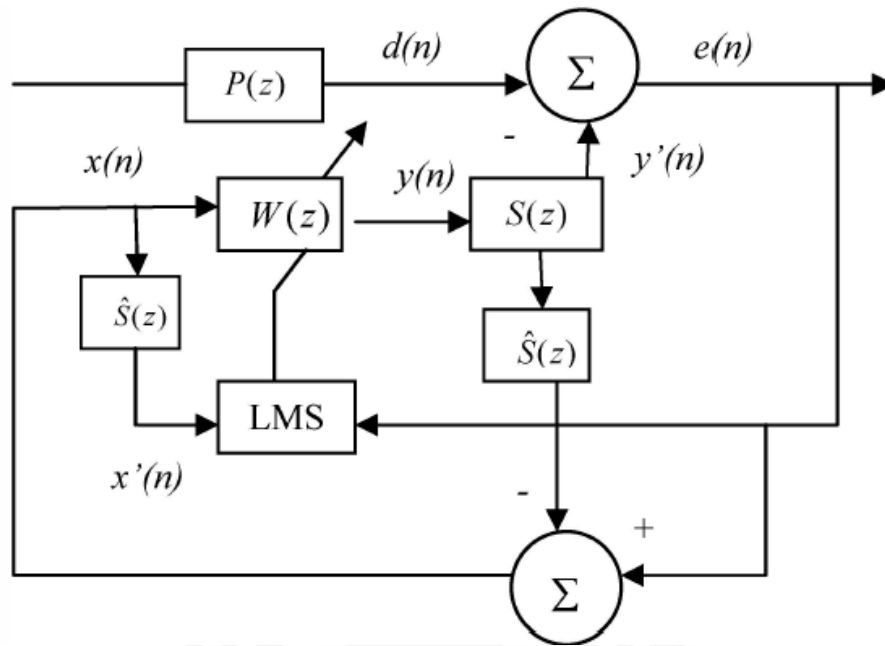 d(n)
e(n)
P(z)
Σ
-
x(n)
y(n)
y’(n)
W(z)
S(z)
Ŝ(z)
Ŝ(z)
LMS
x’(n)
-
+
Σ